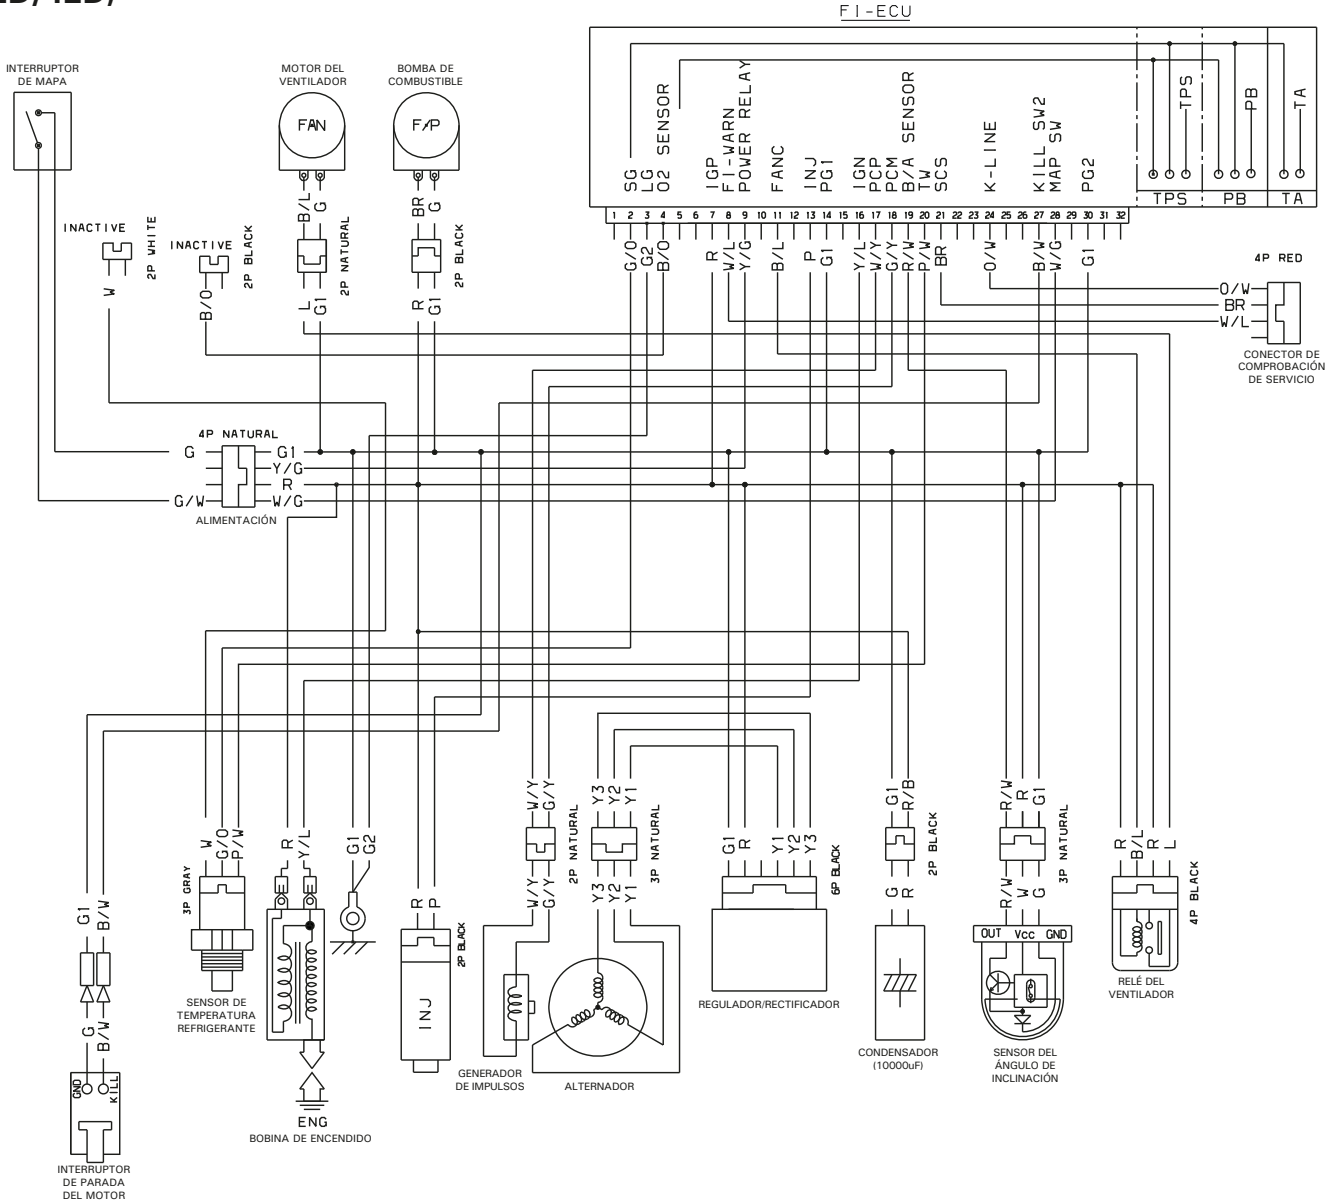 FI-ECU
INTERRUPTOR
DE MAPA
MOTOR DEL
VENTILADOR
BOMBA DE
COMBUSTIBLE
FAN
F/P
SG
LG
O2 SENSOR
IGP
FI-WARN
POWER RELAY
FANC
INJ
PG1
IGN
PCP
PCM
B/A SENSOR
TW
SCS
K-LINE
KILL SW2
MAP SW
PG2
TPS
PB
TA
TPS
PB
TA
1 2 3 4 5 6 7 8 9 10 11 12 13 14 15 16 17 18 19 20 21 22 23 24 25 26 27 28 29 30 31 32
INACTIVE
2P WHITE
W
INACTIVE
2P BLACK
B/O
B/L
G
2P NATURAL
L
G1
BR
G
2P BLACK
R
G1
G/O
G2
B/O
R
W/L
Y/G
B/L
P
G1
Y/L
W/Y
G/Y
R/W
P/W
BR
O/W
B/W
W/G
G1
4P RED
O/W
BR
W/L
CONECTOR DE
COMPROBACIÓN
DE SERVICIO
4P NATURAL
G G1
Y/G
R
G/W W/G
ALIMENTACIÓN
G1
B/W
G
B/W
GND
KILL
INTERRUPTOR
DE PARADA
DEL MOTOR
W
G/O
P/W
3P GRAY
SENSOR DE
TEMPERATURA
REFRIGERANTE
R
Y/L
ENG
BOBINA DE ENCENDIDO
G1
G2
R
P
2P BLACK
INJ
W/Y
G/Y
2P NATURAL
W/Y
G/Y
GENERADOR
DE IMPULSOS
Y3
Y2
Y1
3P NATURAL
Y3
Y2
Y1
ALTERNADOR
G1
R
Y1
Y2
Y3
6P BLACK
REGULADOR/RECTIFICADOR
G1
R/B
2P BLACK
G
R
CONDENSADOR
(10000uF)
R/W
R
G1
3P NATURAL
R/W
W
G
OUT Vcc GND
SENSOR DEL
ÁNGULO DE
INCLINACIÓN
R
B/L
R
L
4P BLACK
RELÉ DEL
VENTILADOR